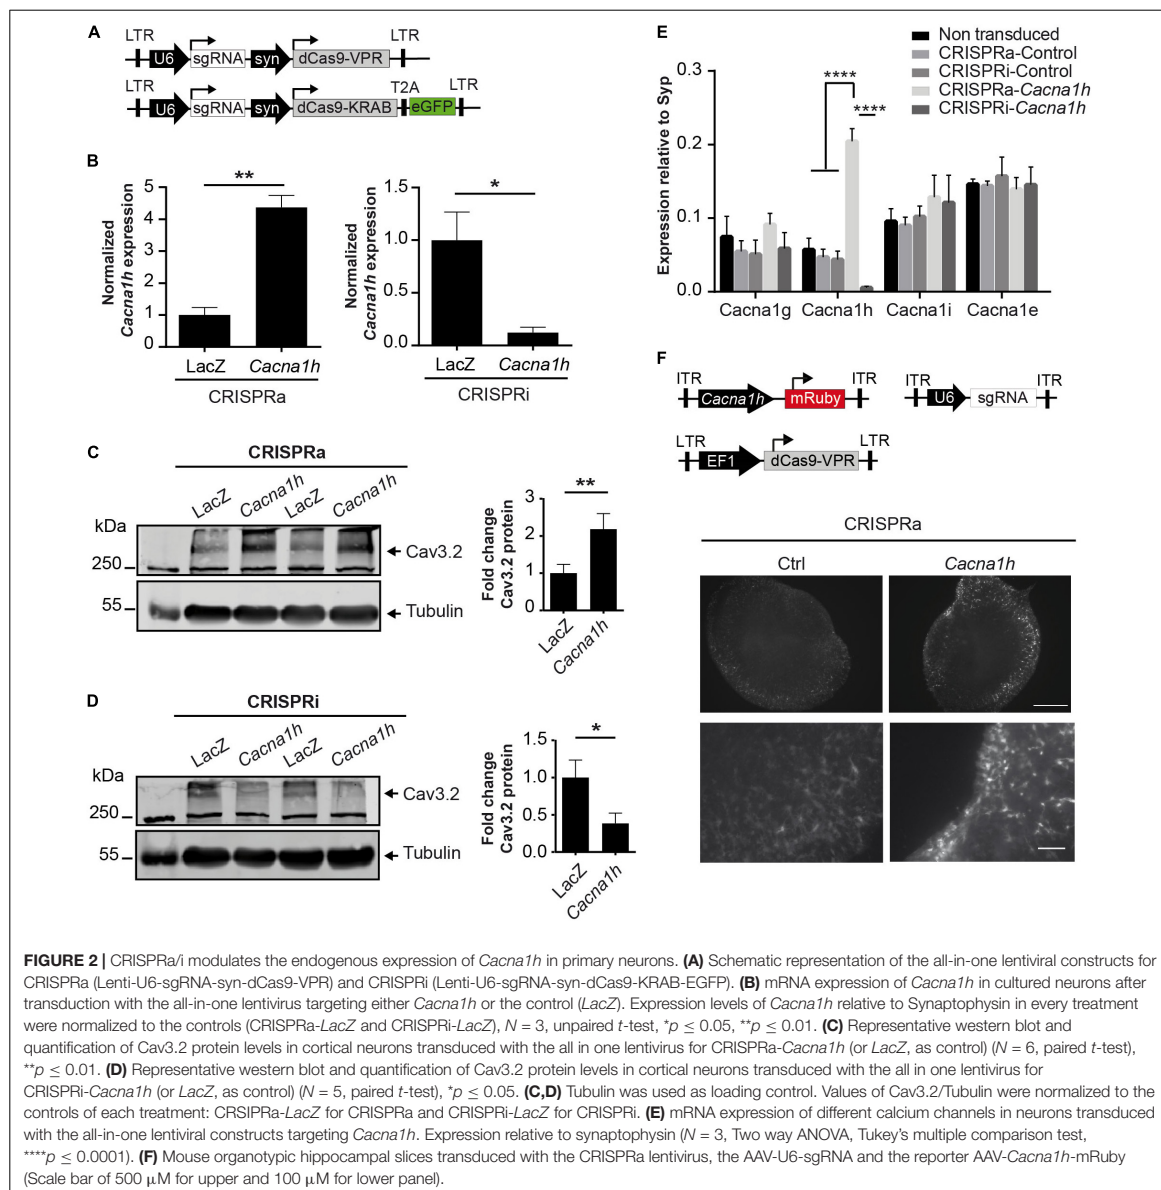 A
LTR
LTR
U6
sgRNA
syn
dCas9-VPR
LTR
T2A
LTR
U6
sgRNA
syn
dCas9-KRAB
eGFP
B
Normalized
Cacna1h expression
5
4
3
2
1
0
**
LacZ
Cacna1h
CRISPRa
Normalized
Cacna1h expression
1.5
1.0
0.5
0.0
*
LacZ
Cacna1h
CRISPRi
C
CRISPRa
LacZ
Cacna1h
LacZ
Cacna1h
kDa
250
55
Cav3.2
Tubulin
Fold change
Cav3.2 protein
3
2
1
0
**
LacZ
Cacna1h
D
CRISPRi
LacZ
Cacna1h
LacZ
Cacna1h
kDa
250
55
Cav3.2
Tubulin
Fold change
Cav3.2 protein
1.5
1.0
0.5
0.0
*
LacZ
Cacna1h
E
Non transduced
CRISPRa-Control
CRISPRi-Control
CRISPRa-Cacna1h
CRISPRi-Cacna1h
Expression relative to Syp
0.3
0.2
0.1
0.0
****
****
Cacna1g
Cacna1h
Cacna1i
Cacna1e
F
ITR
ITR
Cacna1h
mRuby
ITR
ITR
U6
sgRNA
LTR
LTR
EF1
dCas9-VPR
CRISPRa
Ctrl
Cacna1h
FIGURE 2 | CRISPRa/i modulates the endogenous expression of Cacna1h in primary neurons. (A) Schematic representation of the all-in-one lentiviral constructs for
CRISPRa (Lenti-U6-sgRNA-syn-dCas9-VPR) and CRISPRi (Lenti-U6-sgRNA-syn-dCas9-KRAB-EGFP). (B) mRNA expression of Cacna1h in cultured neurons after
transduction with the all-in-one lentivirus targeting either Cacna1h or the control (LacZ). Expression levels of Cacna1h relative to Synaptophysin in every treatment
were normalized to the controls (CRISPRa-LacZ and CRISPRi-LacZ), N = 3, unpaired t-test, *p ≤ 0.05, **p ≤ 0.01. (C) Representative western blot and
quantification of Cav3.2 protein levels in cortical neurons transduced with the all in one lentivirus for CRISPRa-Cacna1h (or LacZ, as control) (N = 6, paired t-test),
**p ≤ 0.01. (D) Representative western blot and quantification of Cav3.2 protein levels in cortical neurons transduced with the all in one lentivirus for
CRISPRi-Cacna1h (or LacZ, as control) (N = 5, paired t-test), *p ≤ 0.05. (C,D) Tubulin was used as loading control. Values of Cav3.2/Tubulin were normalized to the
controls of each treatment: CRSIPRa-LacZ for CRISPRa and CRISPRi-LacZ for CRISPRi. (E) mRNA expression of different calcium channels in neurons transduced
with the all-in-one lentiviral constructs targeting Cacna1h. Expression relative to synaptophysin (N = 3, Two way ANOVA, Tukey's multiple comparison test,
****p ≤ 0.0001). (F) Mouse organotypic hippocampal slices transduced with the CRISPRa lentivirus, the AAV-U6-sgRNA and the reporter AAV-Cacna1h-mRuby
(Scale bar of 500 μM for upper and 100 μM for lower panel).